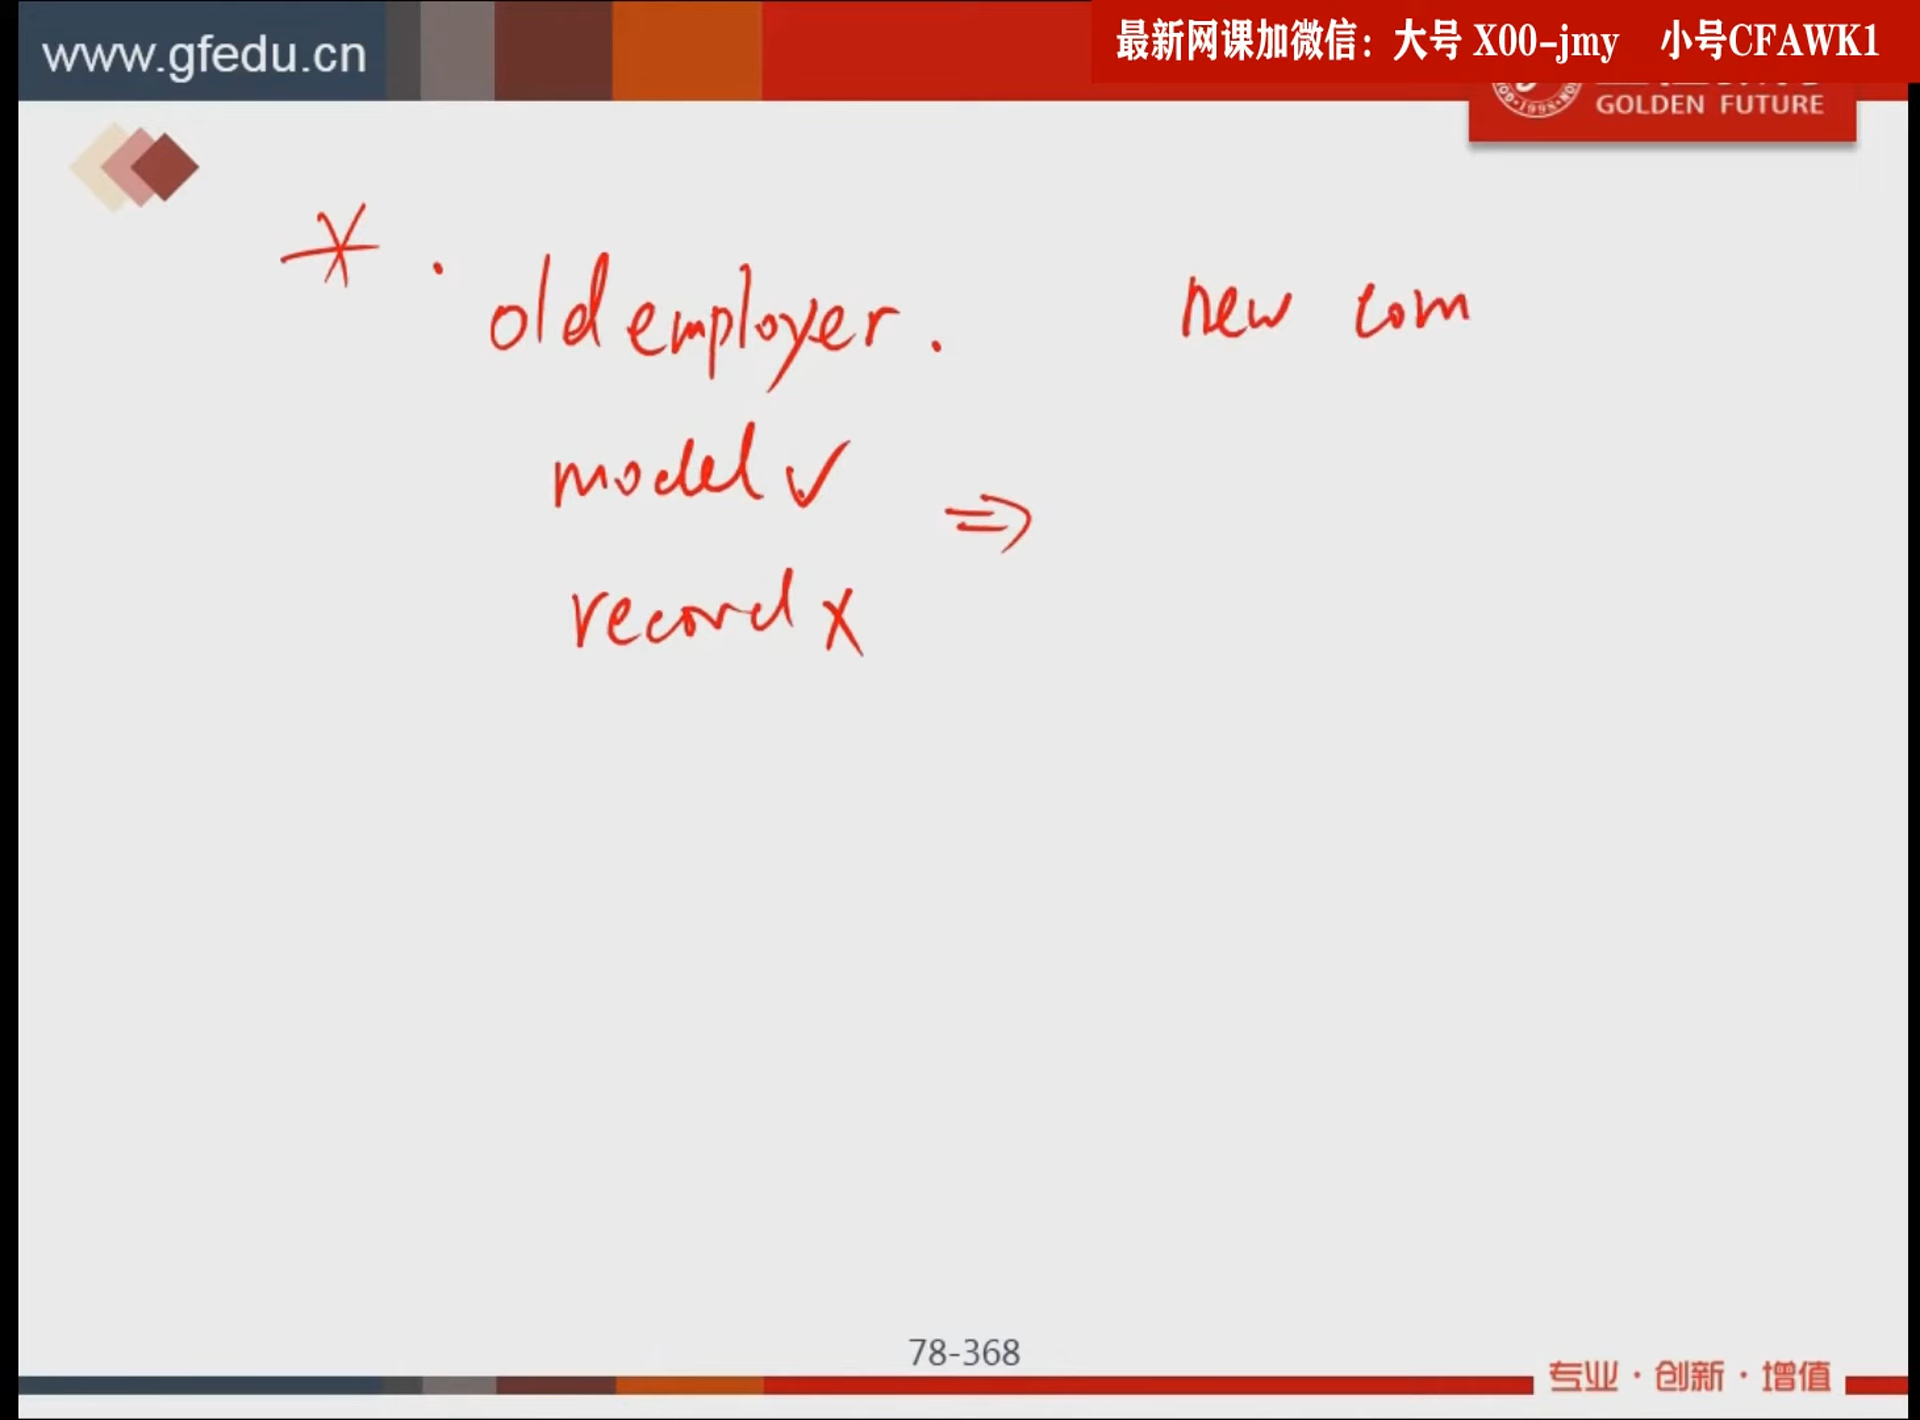 www.gfedu.cn
最新网课加微信：大号 X00-jmy 小号CFAWK1
1998
GOLDEN FUTURE
old employer. new com
model ✓
⇒
record x
78-368
专业·创新·增值